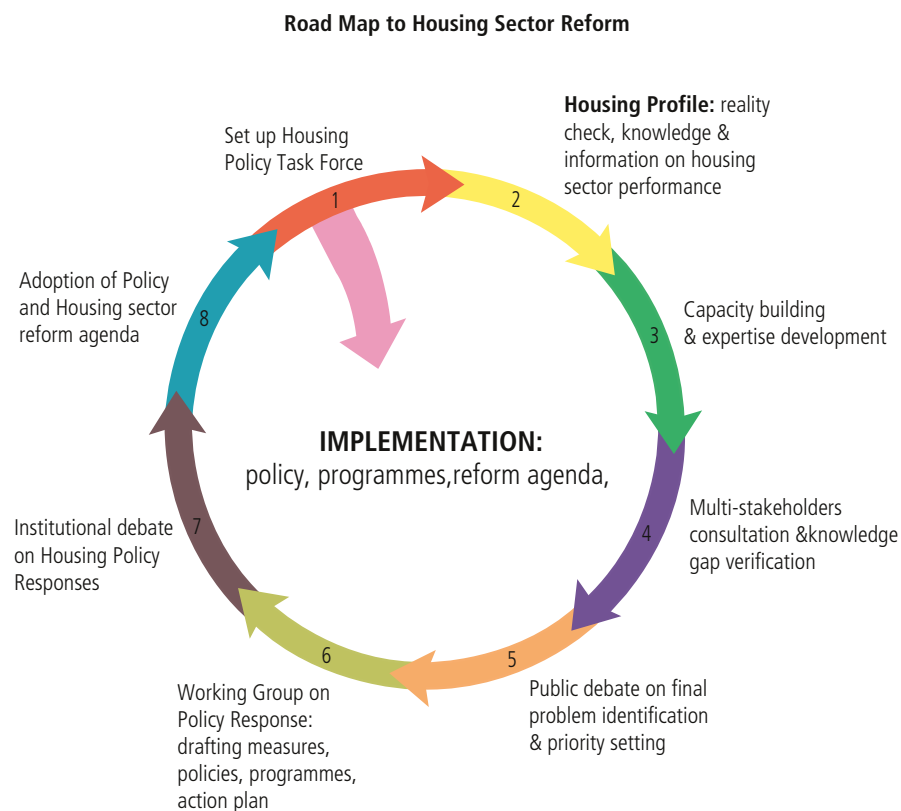 Road Map to Housing Sector Reform
1
Set up Housing
Policy Task Force
2
Housing Profile: reality
check, knowledge &
information on housing
sector performance
3
Capacity building
& expertise development
4
Multi-stakeholders
consultation &knowledge
gap verification
5
Public debate on final
problem identification
& priority setting
6
Working Group on
Policy Response:
drafting measures,
policies, programmes,
action plan
7
Institutional debate
on Housing Policy
Responses
8
Adoption of Policy
and Housing sector
reform agenda
IMPLEMENTATION:
policy, programmes,reform agenda,